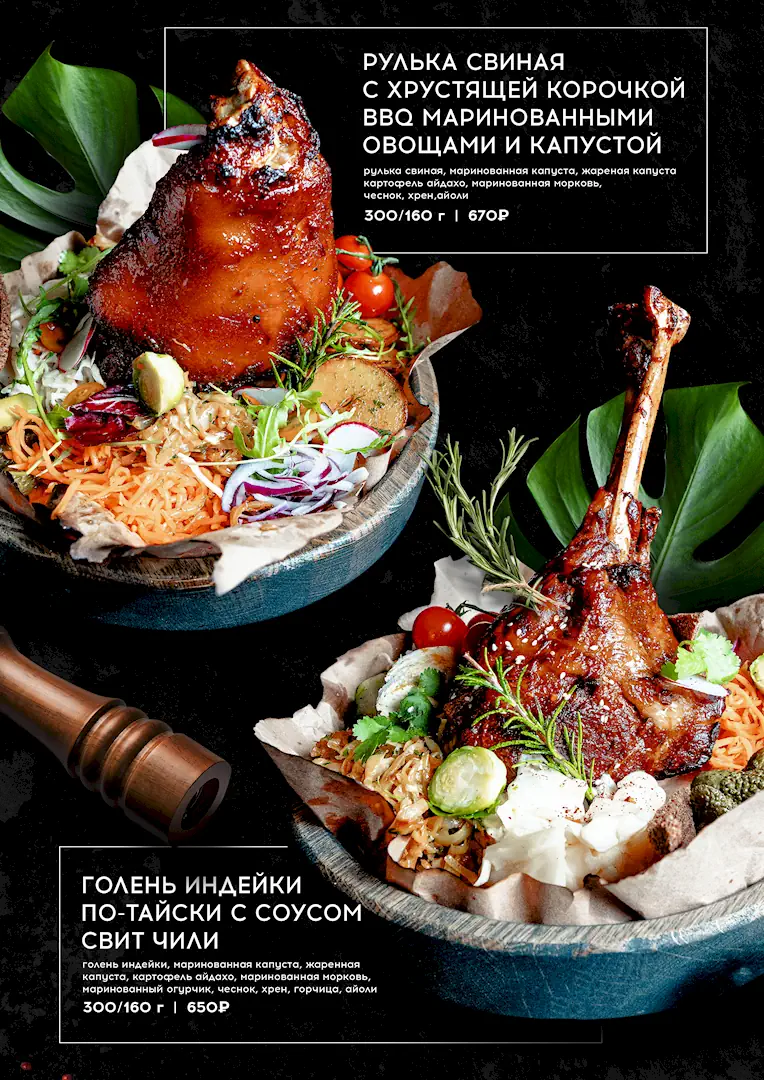 РУЛЬКА СВИНАЯ
С ХРУСТЯЩЕЙ КОРОЧКОЙ
BBQ МАРИНОВАННЫМИ
ОВОЩАМИ И КАПУСТОЙ
рулька свиная, маринованная капуста, жареная капуста
картофель айдахо, маринованная морковь,
чеснок, хрен,айоли
300/160 г | 670₽
ГОЛЕНЬ ИНДЕЙКИ
ПО-ТАЙСКИ С СОУСОМ
СВИТ ЧИЛИ
голень индейки, маринованная капуста, жаренная
капуста, картофель айдахо, маринованная морковь,
маринованный огурчик, чеснок, хрен, горчица, айоли
300/160 г | 650₽